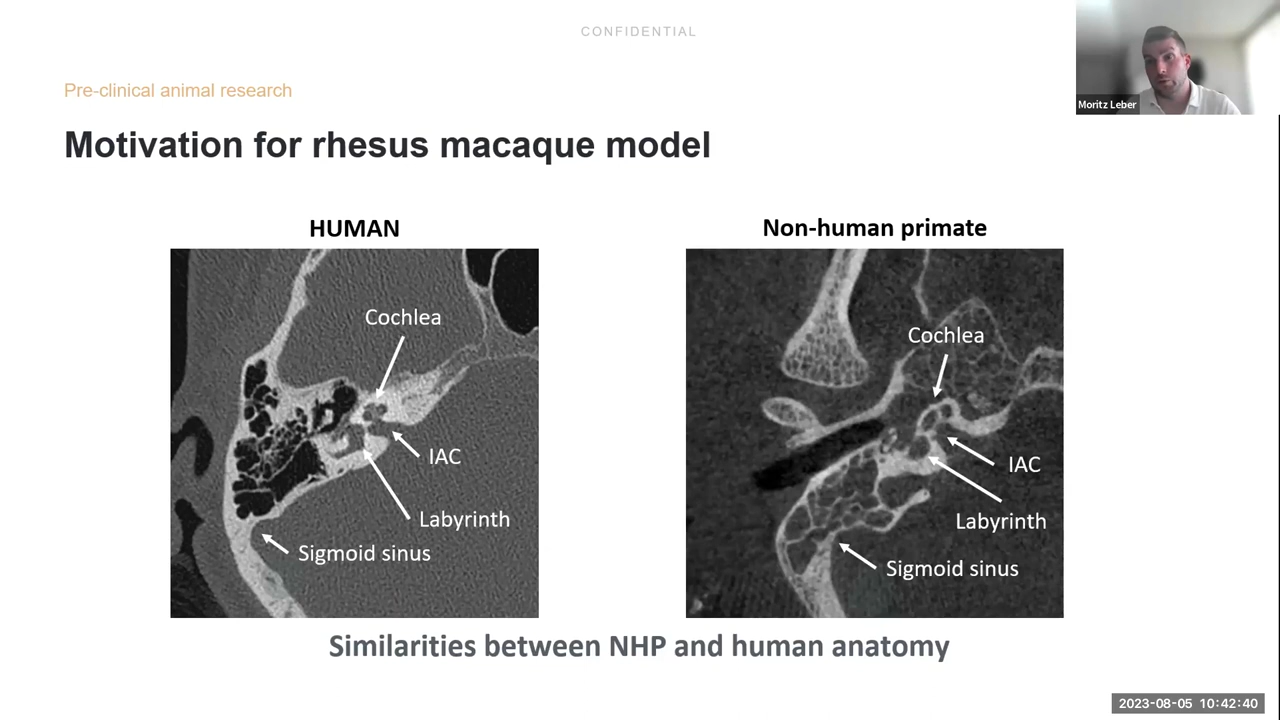 CONFIDENTIAL
Pre-clinical animal research
Moritz Leber
Motivation for rhesus macaque model
HUMAN
Cochlea
IAC
Labyrinth
Sigmoid sinus
Non-human primate
Cochlea
IAC
Labyrinth
Sigmoid sinus
Similarities between NHP and human anatomy
2023-08-05 10:42:40